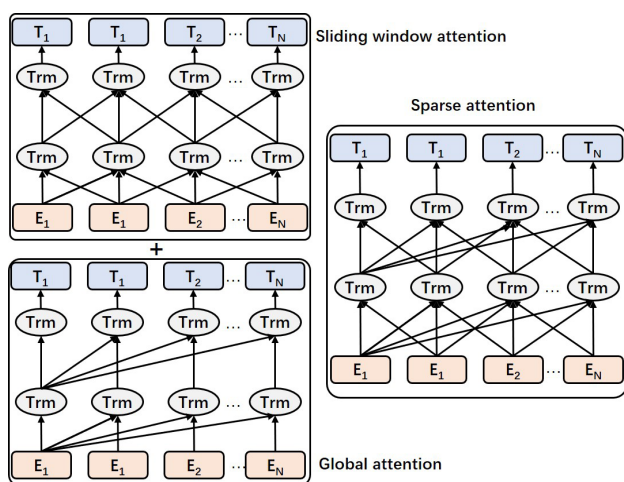 T1 T1 T2 ... TN
Sliding window attention
Trm Trm Trm ... Trm
Trm Trm Trm ... Trm
E1 E1 E2 ... EN
+
T1 T1 T2 ... TN
Trm Trm Trm ... Trm
Trm Trm Trm ... Trm
E1 E1 E2 ... EN
Global attention
Sparse attention
T1 T1 T2 ... TN
Trm Trm Trm ... Trm
Trm Trm Trm ... Trm
E1 E1 E2 ... EN